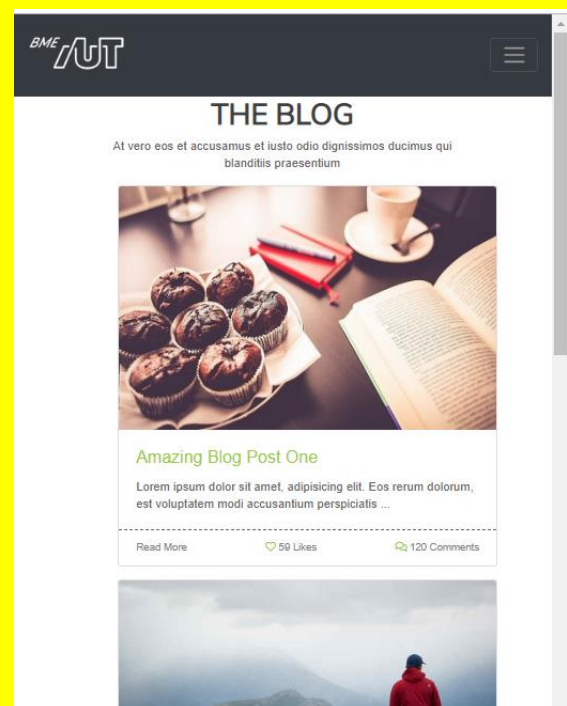 BME AUT
THE BLOG
At vero eos et accusamus et iusto odio dignissimos ducimus qui
blanditiis praesentium
Amazing Blog Post One
Lorem ipsum dolor sit amet, adipisicing elit. Eos rerum dolorum,
est voluptatem modi accusantium perspiciatis ...
Read More 59 Likes 120 Comments